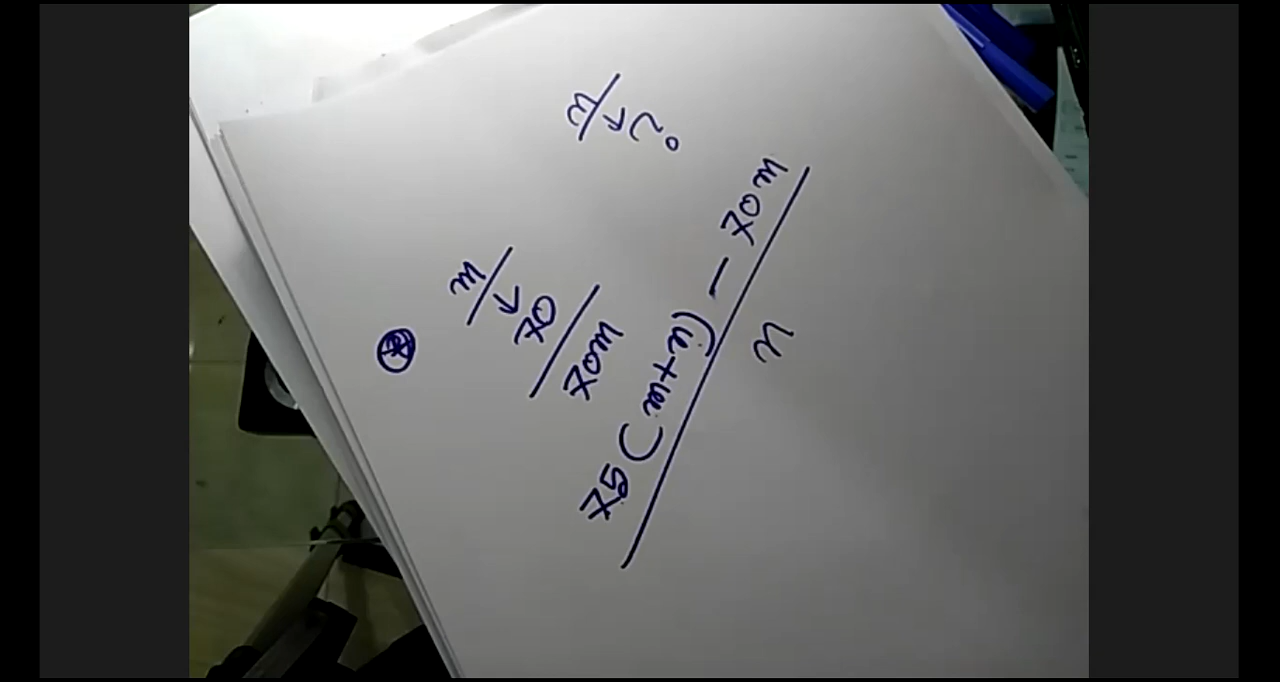 m n
↓ ↓
70 ?
70m
75(m+n) - 70m
n